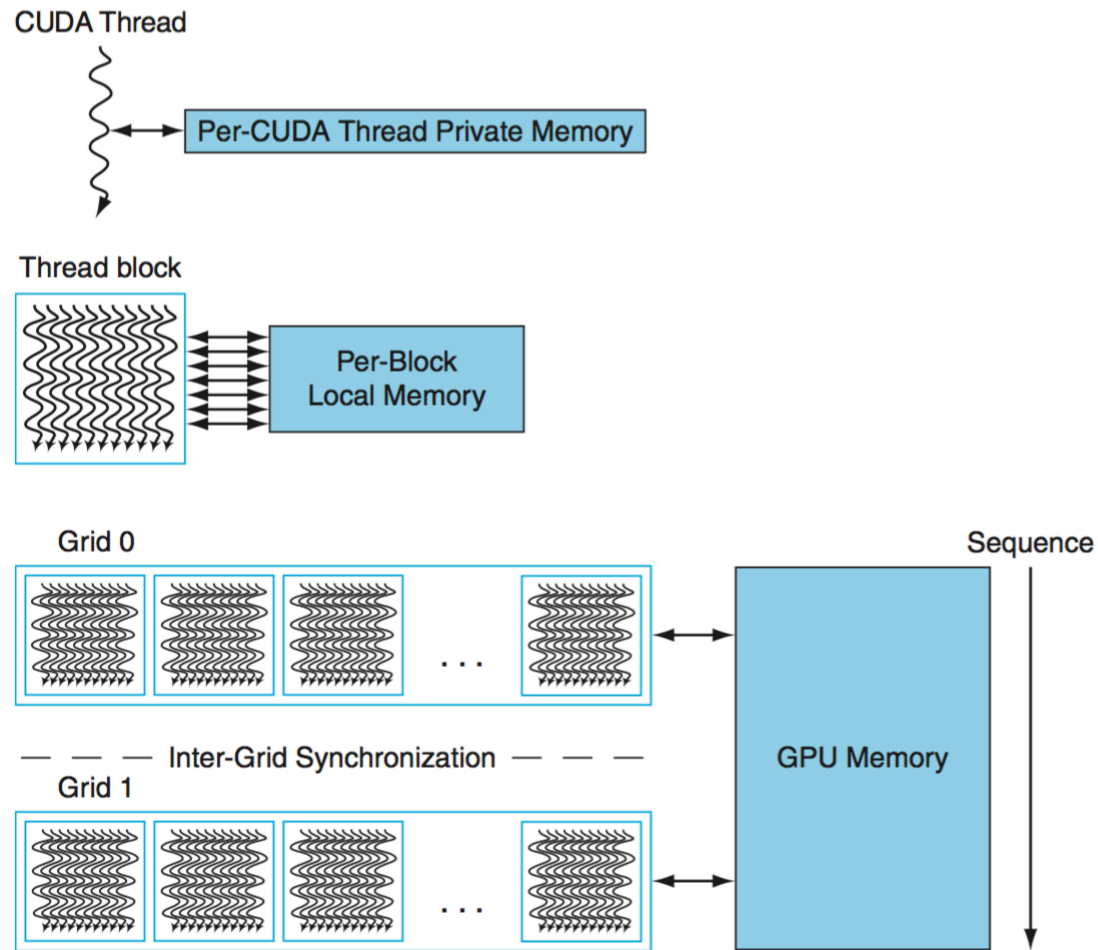 CUDA Thread
Per-CUDA Thread Private Memory
Thread block
Per-Block
Local Memory
Grid 0
Sequence
. . .
Inter-Grid Synchronization
GPU Memory
Grid 1
. . .